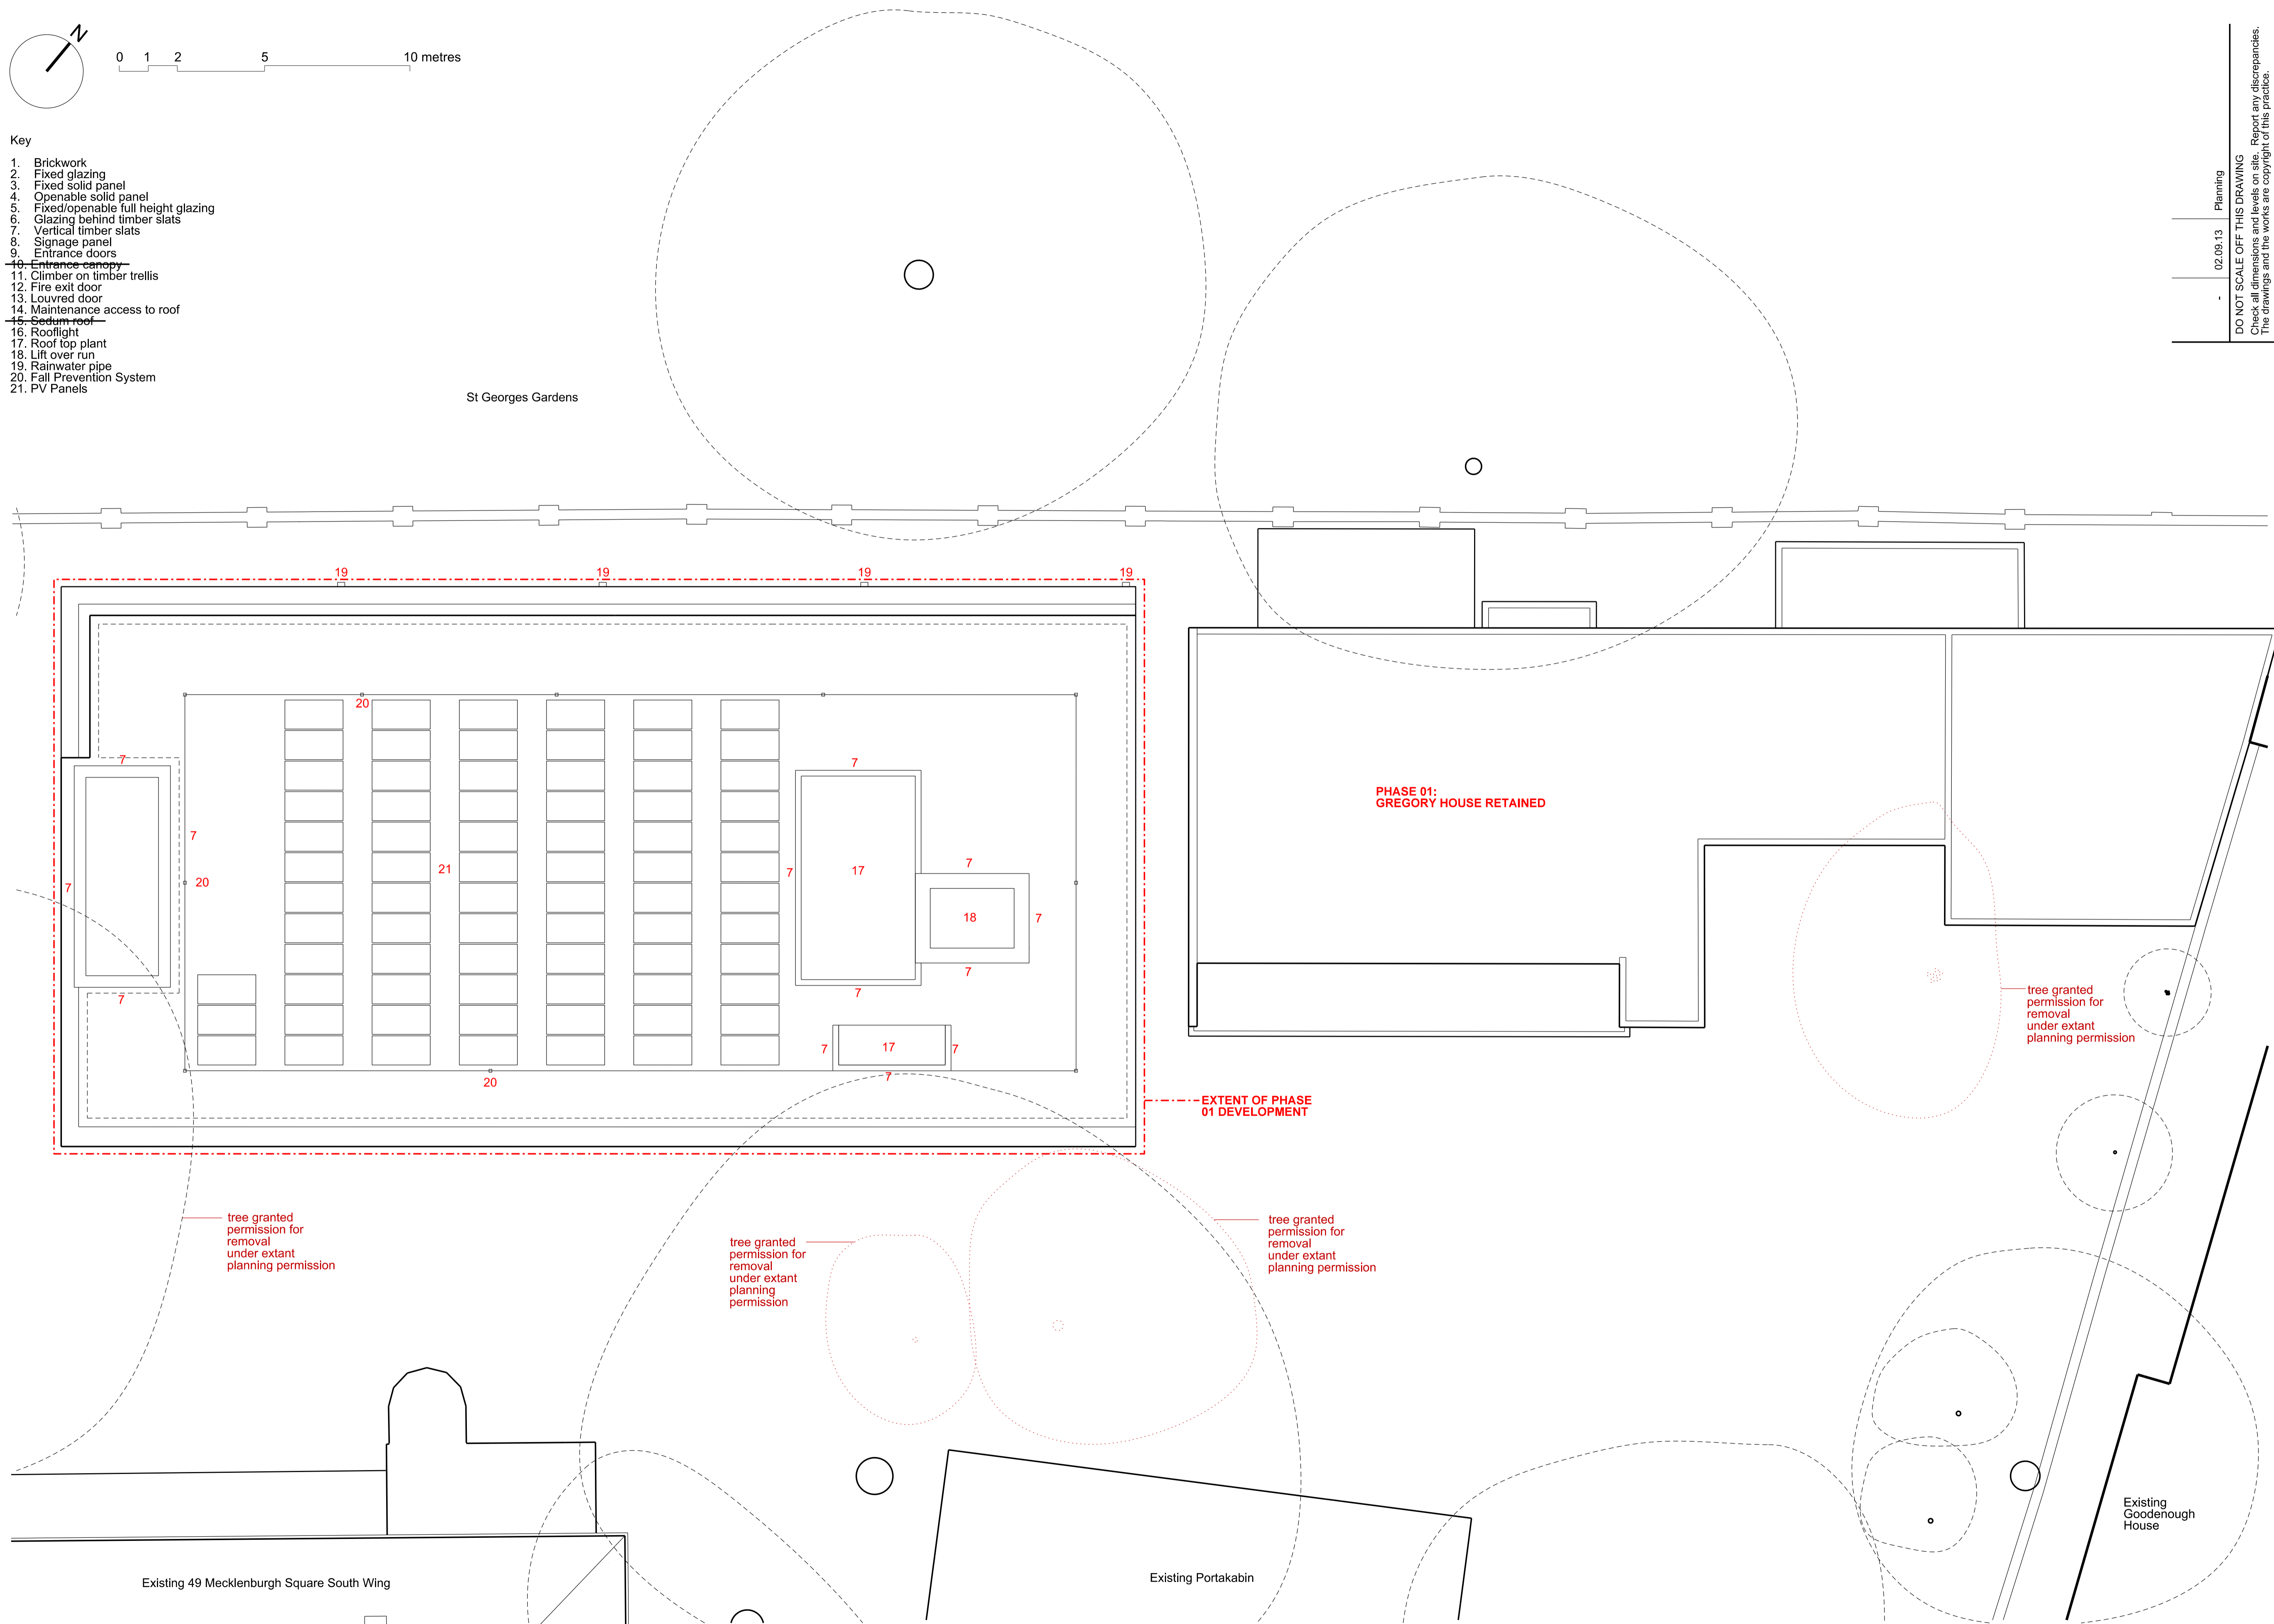 N
0 1 2 5 10 metres
Key
1. Brickwork
2. Fixed glazing
3. Fixed solid panel
4. Openable solid panel
5. Fixed/openable full height glazing
6. Glazing behind timber slats
7. Vertical timber slats
8. Signage panel
9. Entrance doors
10. Entrance canopy
11. Climber on timber trellis
12. Fire exit door
13. Louvred door
14. Maintenance access to roof
15. Sedum roof
16. Rooflight
17. Roof top plant
18. Lift over run
19. Rainwater pipe
20. Fall Prevention System
21. PV Panels
- 02.09.13 Planning
DO NOT SCALE OFF THIS DRAWING
Check all dimensions and levels on site. Report any discrepancies.
The drawings and the works are copyright of this practice.
St Georges Gardens
19 19 19 19
20
7
7
7
20
7
21
7
7
17
7
7
18
7
7
7
7
17
7
7
20
PHASE 01:
GREGORY HOUSE RETAINED
EXTENT OF PHASE
01 DEVELOPMENT
tree granted
permission for
removal
under extant
planning permission
tree granted
permission for
removal
under extant
planning permission
tree granted
permission for
removal
under extant
planning
permission
tree granted
permission for
removal
under extant
planning permission
Existing
Goodenough
House
Existing 49 Mecklenburgh Square South Wing
Existing Portakabin